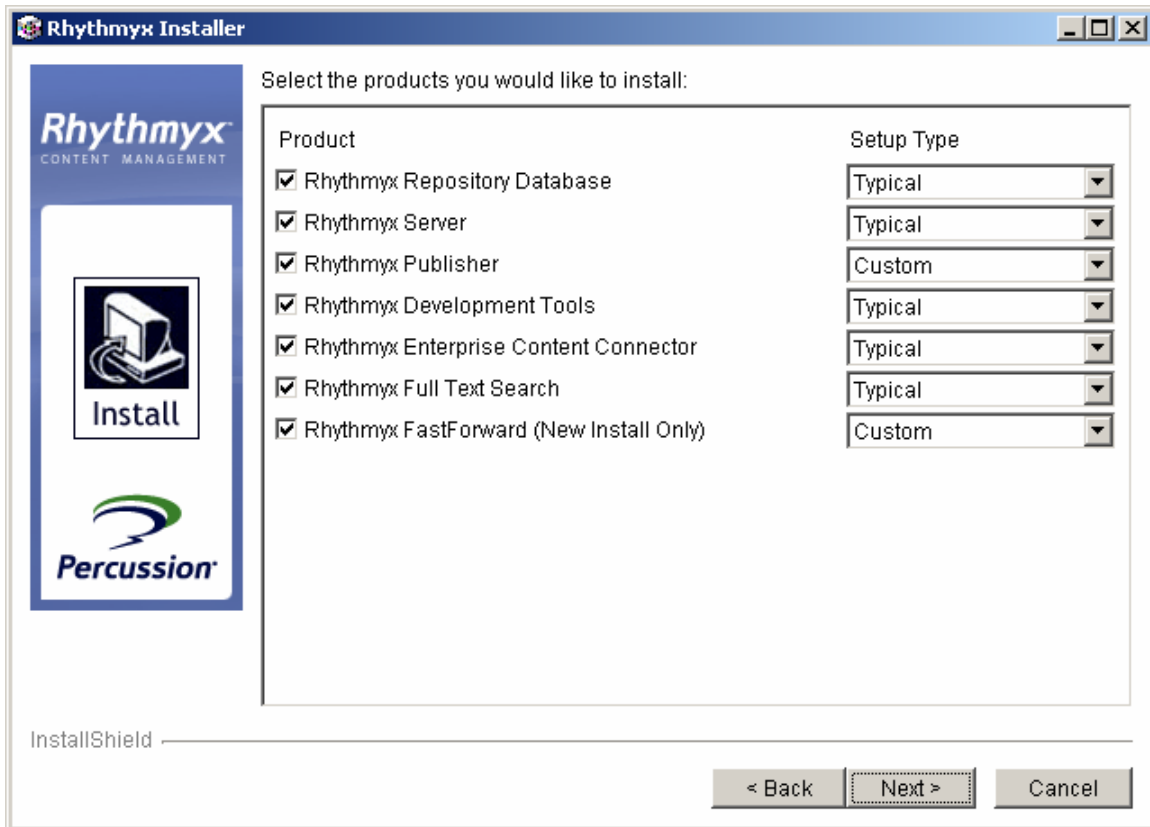 Rhythmyx Installer
Rhythmyx
CONTENT MANAGEMENT
Install
Percussion
Select the products you would like to install:
Product Setup Type
Rhythmyx Repository Database Typical
Rhythmyx Server Typical
Rhythmyx Publisher Custom
Rhythmyx Development Tools Typical
Rhythmyx Enterprise Content Connector Typical
Rhythmyx Full Text Search Typical
Rhythmyx FastForward (New Install Only) Custom
InstallShield
< Back Next > Cancel